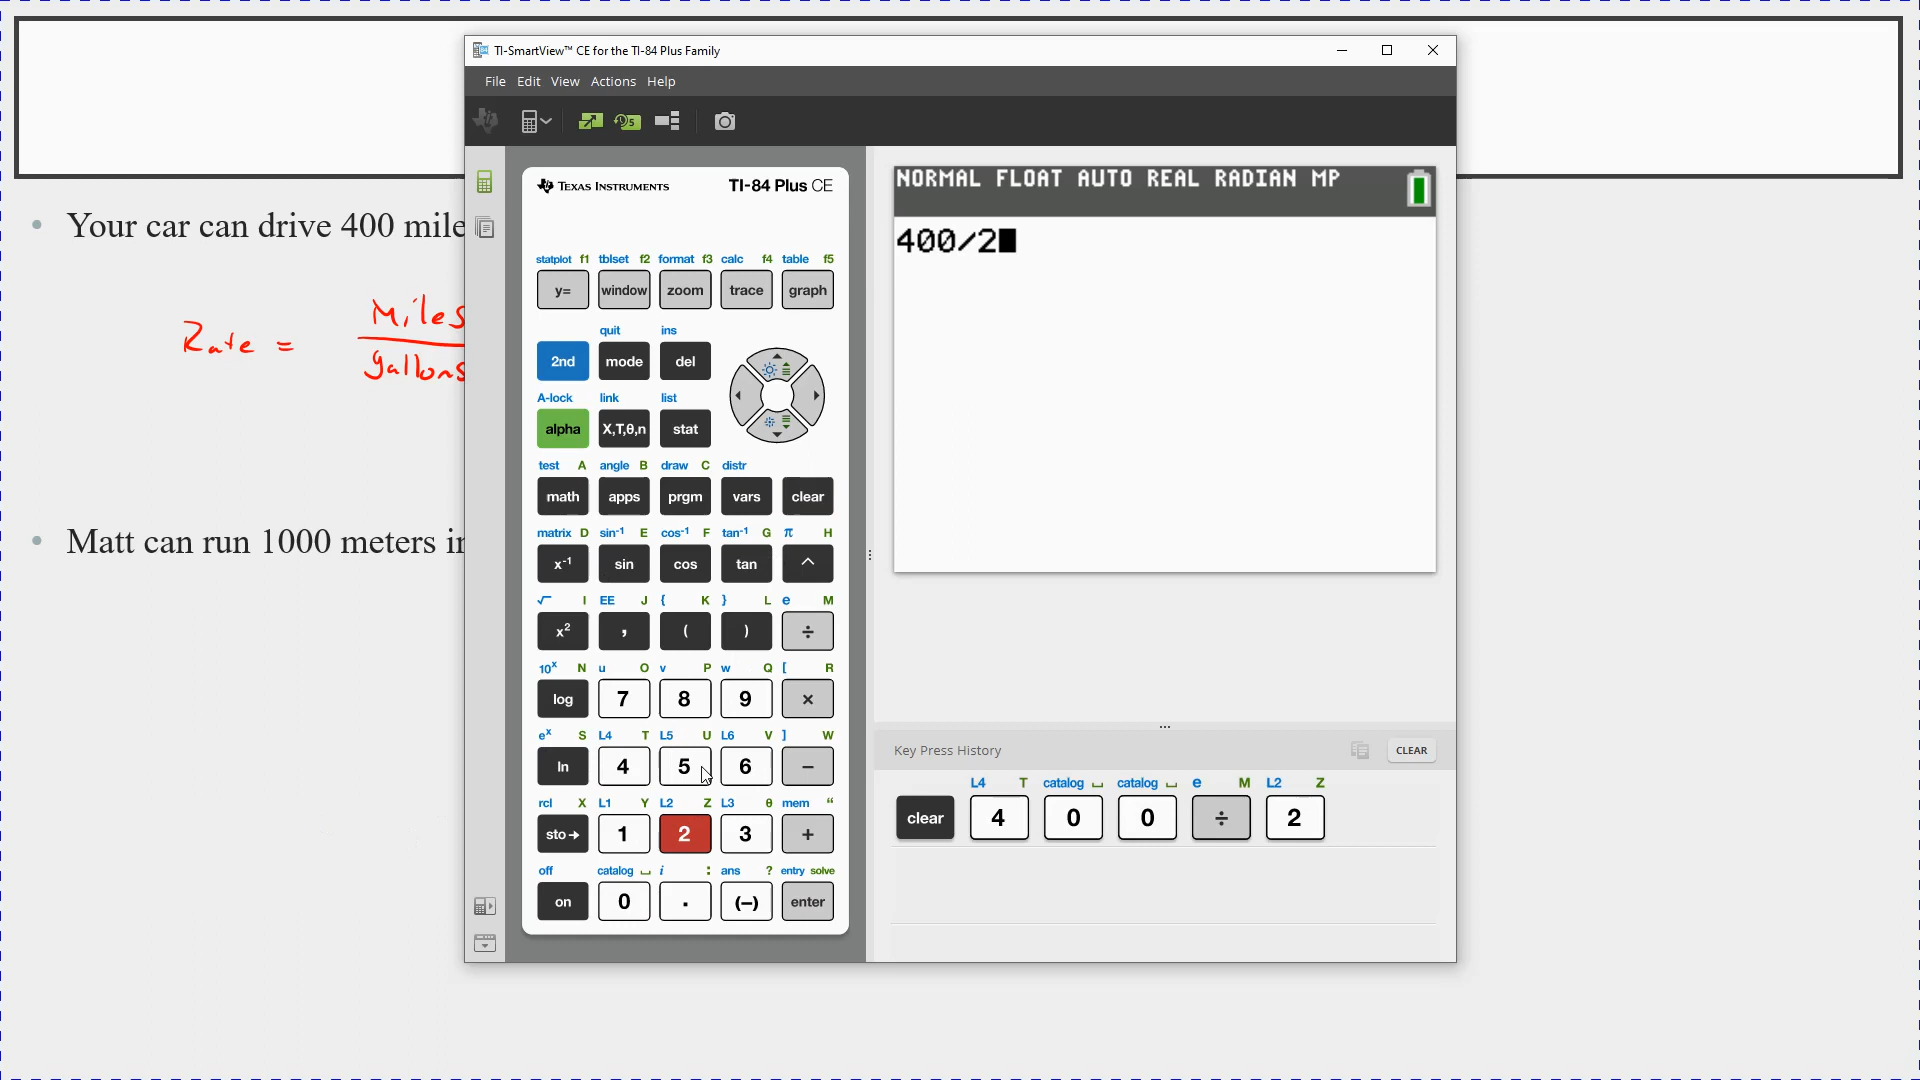 TI-SmartView™ CE for the TI-84 Plus Family
File Edit View Actions Help
• Your car can drive 400 mile
Rate = Miles
gallons
• Matt can run 1000 meters in
TEXAS INSTRUMENTS TI-84 Plus CE
statplot f1 tblset f2 format f3 calc f4 table f5
y= window zoom trace graph
quit ins
2nd mode del
A-lock link list
alpha X,T,θ,n stat
test A angle B draw C distr
math apps prgm vars clear
matrix D sin⁻¹ E cos⁻¹ F tan⁻¹ G π H
x⁻¹ sin cos tan ^
√ I EE J { K } L e M
x² , ( ) ÷
10ˣ N u O v P w Q [ R
log 7 8 9 ×
eˣ S L4 T L5 U L6 V ] W
ln 4 5 6 −
rcl X L1 Y L2 Z L3 θ mem “
sto→ 1 2 3 +
off catalog ⎵ i : ans ? entry solve
on 0 . (−) enter
NORMAL FLOAT AUTO REAL RADIAN MP
400/2
Key Press History CLEAR
L4 T catalog ⎵ catalog ⎵ e M L2 Z
clear 4 0 0 ÷ 2